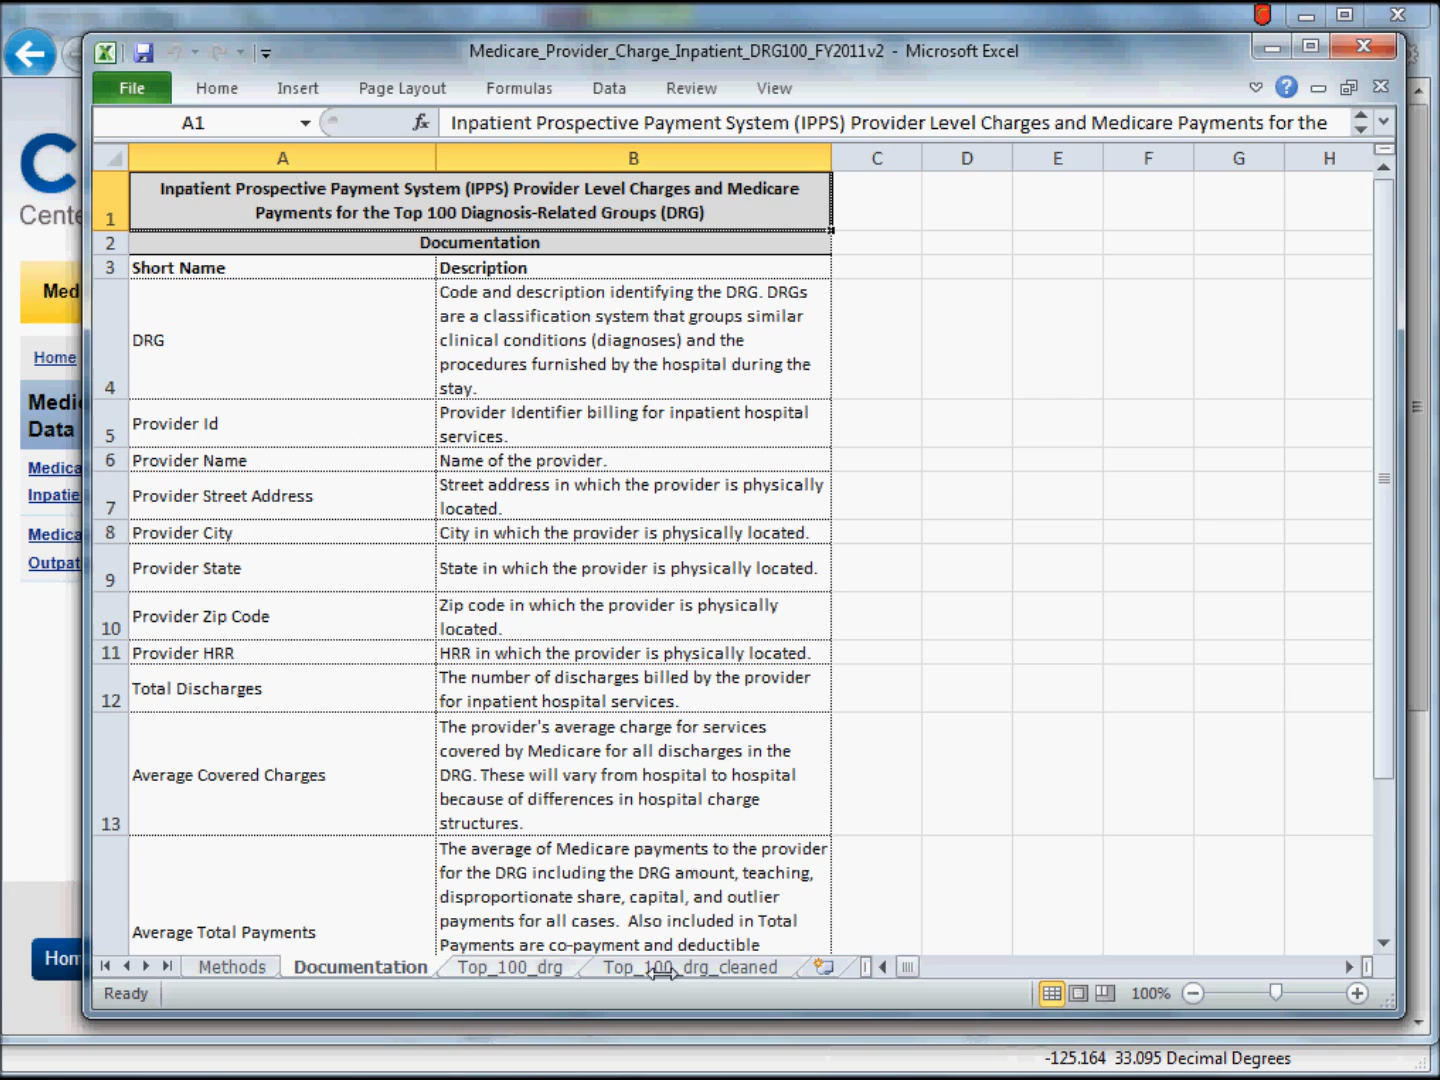 Medicare_Provider_Charge_Inpatient_DRG100_FY2011v2 - Microsoft Excel
File Home Insert Page Layout Formulas Data Review View
A1 fx Inpatient Prospective Payment System (IPPS) Provider Level Charges and Medicare Payments for the
A B C D E F G H
Inpatient Prospective Payment System (IPPS) Provider Level Charges and Medicare
1 Payments for the Top 100 Diagnosis-Related Groups (DRG)
2 Documentation
3 Short Name Description
Code and description identifying the DRG. DRGs
are a classification system that groups similar
DRG clinical conditions (diagnoses) and the
procedures furnished by the hospital during the
4 stay.
Provider Id Provider Identifier billing for inpatient hospital
5 services.
6 Provider Name Name of the provider.
Provider Street Address Street address in which the provider is physically
7 located.
8 Provider City City in which the provider is physically located.
Provider State State in which the provider is physically located.
9
Provider Zip Code Zip code in which the provider is physically
10 located.
11 Provider HRR HRR in which the provider is physically located.
Total Discharges The number of discharges billed by the provider
12 for inpatient hospital services.
The provider's average charge for services
covered by Medicare for all discharges in the
Average Covered Charges DRG. These will vary from hospital to hospital
because of differences in hospital charge
13 structures.
The average of Medicare payments to the provider
for the DRG including the DRG amount, teaching,
disproportionate share, capital, and outlier
payments for all cases. Also included in Total
Average Total Payments Payments are co-payment and deductible
Methods Documentation Top_100_drg Top_100_drg_cleaned
Ready 100%
C
Cente
Med
Home
Medic
Data
Medica
Inpatie
Medica
Outpat
Hom
-125.164 33.095 Decimal Degrees